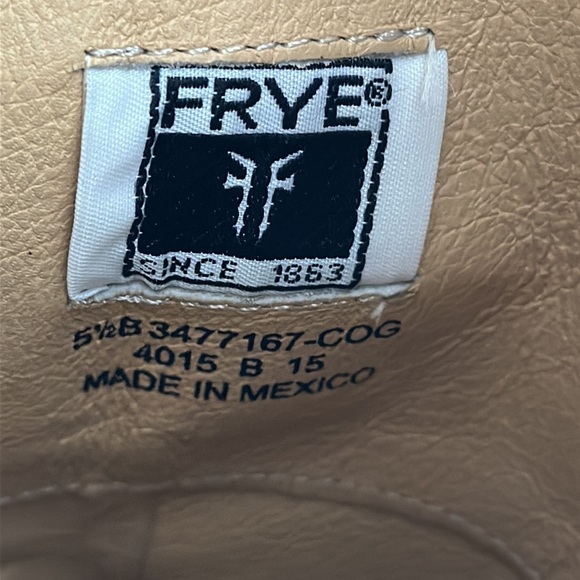 FRYE®
SINCE 1863
5½B 3477167-COG
4015 B 15
MADE IN MEXICO